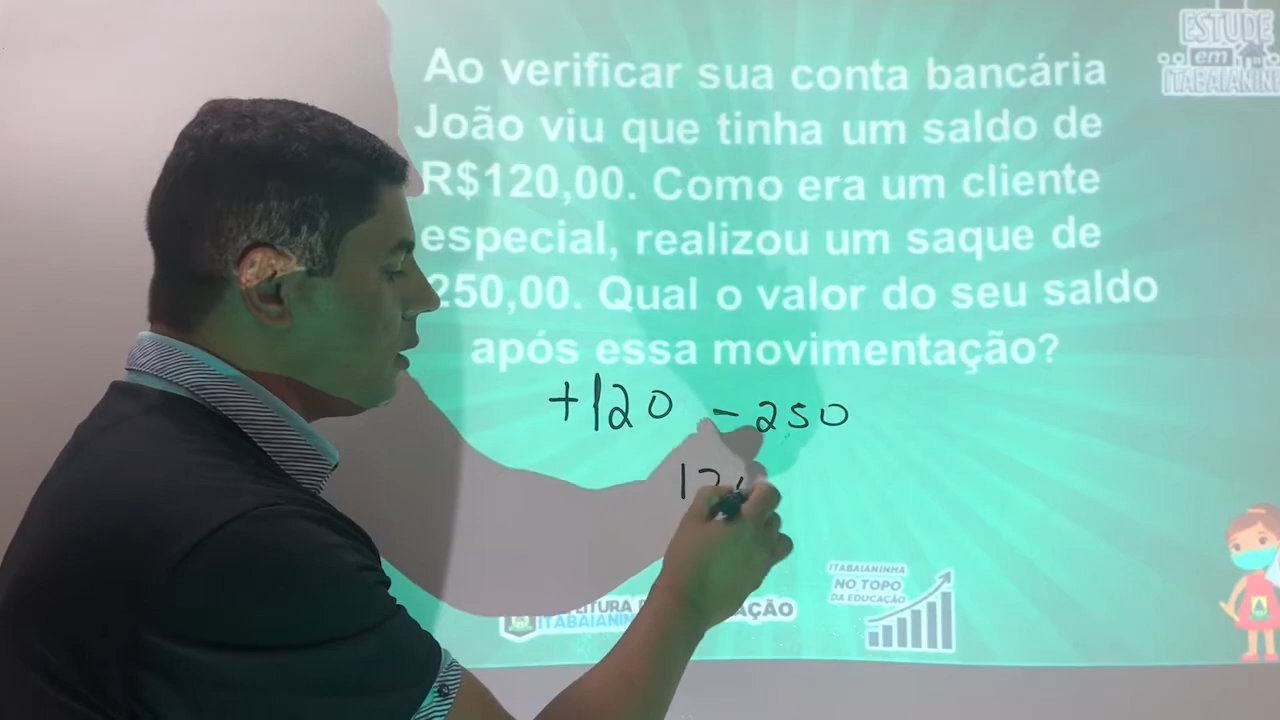 ESTUDE
em
Ao verificar sua conta bancária
João viu que tinha um saldo de
R$120,00. Como era um cliente
especial, realizou um saque de
250,00. Qual o valor do seu saldo
após essa movimentação?
+120 - 250
12
ITABAIANINHA
NO TOPO
DA EDUCAÇÃO